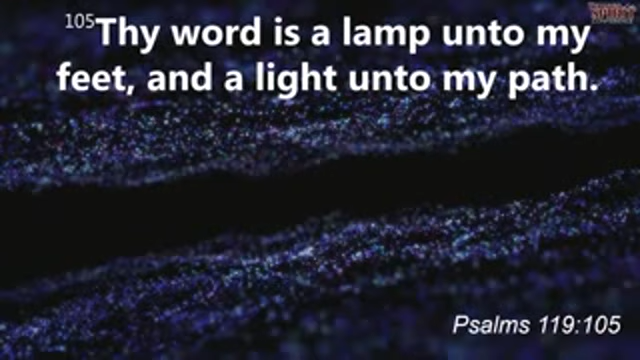 105Thy word is a lamp unto my
feet, and a light unto my path.
Psalms 119:105